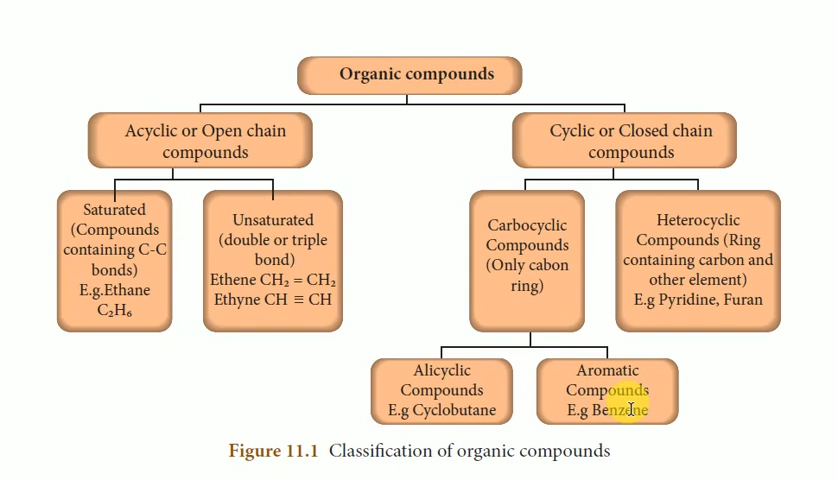 Organic compounds
Acyclic or Open chain
compounds
Cyclic or Closed chain
compounds
Saturated
(Compounds
containing C-C
bonds)
E.g.Ethane
C₂H₆
Unsaturated
(double or triple
bond)
Ethene CH₂ = CH₂
Ethyne CH ≡ CH
Carbocyclic
Compounds
(Only cabon
ring)
Heterocyclic
Compounds (Ring
containing carbon and
other element)
E.g Pyridine, Furan
Alicyclic
Compounds
E.g Cyclobutane
Aromatic
Compounds
E.g Benzene
Figure 11.1 Classification of organic compounds